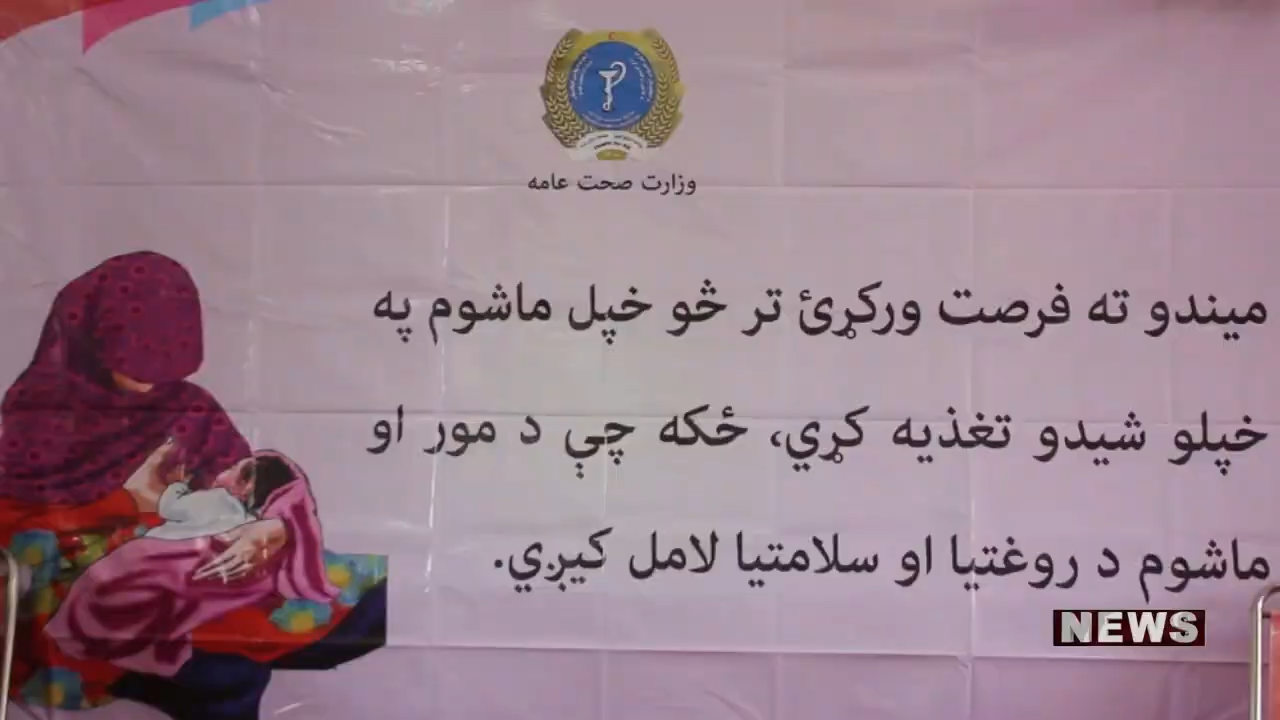 وزارت صحت عامه
میندو ته فرصت ورکړئ تر څو خپل ماشوم په
خپلو شیدو تغذیه کړي، ځکه چې د مور او
ماشوم د روغتیا او سلامتیا لامل کیږي.
NEWS